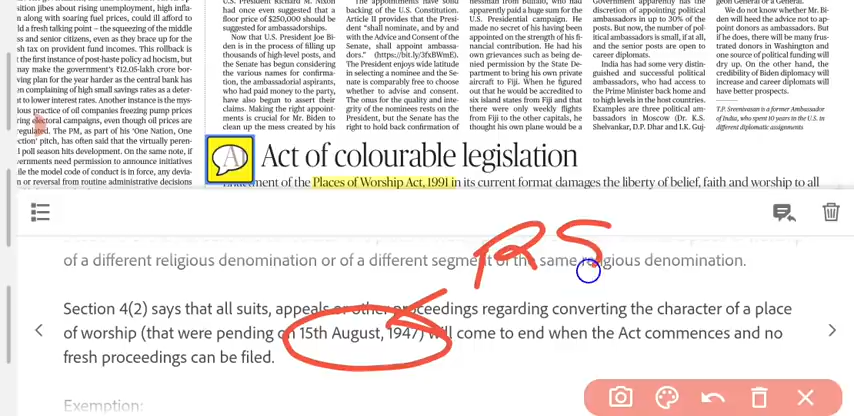 sition jibes about rising unemployment, high infla-
n along with soaring fuel prices, could ill afford to
ld a fresh talking point – the squeezing of the middle
ss and senior citizens, even as they brace up for the
sh tax on provident fund incomes. This rollback is
t the first instance of post-haste policy ad hocism, but
may make the government's ₹12.05-lakh crore bor-
ving plan for the year harder as the central bank has
en complaining of high small savings rates as a deter-
nt to lower interest rates. Another instance is the mys-
ious practice of oil companies freezing pump prices
ring electoral campaigns, even though oil prices are
regulated. The PM, as part of his 'One Nation, One
ection' pitch, has often said that the virtually peren-
l poll season hits development. On the same note, if
vernments need permission to announce initiatives
ile the model code of conduct is in force, any devia-
n or reversal from routine administrative decisions
U.S. President Richard M. Nixon
had once even suggested that a
floor price of $250,000 should be
suggested for ambassadorships.
Now that U.S. President Joe Bi-
den is in the process of filling up
thousands of high-level posts, and
the Senate has begun considering
the various names for confirma-
tion, the ambassadorial aspirants,
who had paid money to the party,
have also begun to assert their
claims. Making the right appoint-
ments is crucial for Mr. Biden to
clean up the mess created by his
The appointments have solid
backing of the U.S. Constitution.
Article II provides that the Presi-
dent "shall nominate, and by and
with the Advice and Consent of the
Senate, shall appoint ambassa-
dors." (https://bit.ly/3fxBWmE).
The President enjoys wide latitude
in selecting a nominee and the Se-
nate is comparably free to choose
whether to advise and consent.
The onus for the quality and inte-
grity of the nominees rests on the
President, but the Senate has the
right to hold back confirmation of
nessman from Buffalo, who had
apparently paid a huge sum for the
U.S. Presidential campaign. He
made no secret of his having been
appointed on the strength of his fi-
nancial contribution. He had his
own grievances such as being de-
nied permission by the State De-
partment to bring his own private
aircraft to Fiji. When he figured
out that he would be accredited to
six island states from Fiji and that
there were only weekly flights
from Fiji to the other capitals, he
thought his own plane would be a
Government apparently has the
discretion of appointing political
ambassadors in up to 30% of the
posts. But now, the number of pol-
itical ambassadors is small, if at all,
and the senior posts are open to
career diplomats.
India has had some very distin-
guished and successful political
ambassadors, who had access to
the Prime Minister back home and
to high levels in the host countries.
Examples are three political am-
bassadors in Moscow (Dr. K.S.
Shelvankar, D.P. Dhar and I.K. Guj-
geon General or a General.
We do not know whether Mr. Bi-
den will heed the advice not to ap-
point donors as ambassadors. But
if he does, there will be many frus-
trated donors in Washington and
one source of political funding will
dry up. On the other hand, the
credibility of Biden diplomacy will
increase and career diplomats will
have better prospects.
T.P. Sreenivasan is a former Ambassador
of India, who spent 10 years in the U.S. in
different diplomatic assignments
Act of colourable legislation
Enactment of the Places of Worship Act, 1991 in its current format damages the liberty of belief, faith and worship to all
RS
of a different religious denomination or of a different segment of the same religious denomination.
Section 4(2) says that all suits, appeals or other proceedings regarding converting the character of a place
of worship (that were pending on 15th August, 1947) will come to end when the Act commences and no
fresh proceedings can be filed.
Exemption: